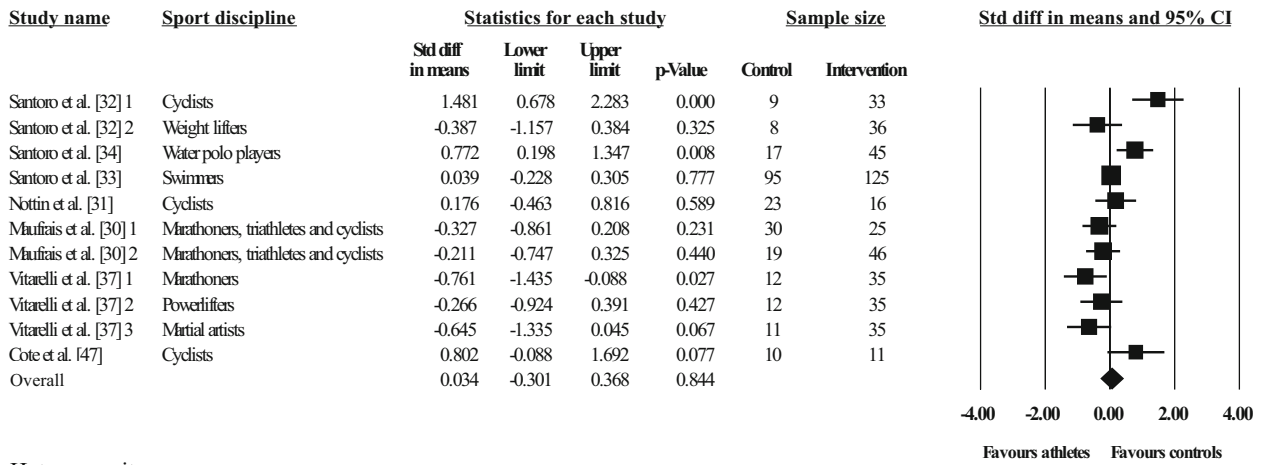 Study name Sport discipline Statistics for each study Sample size Std diff in means and 95% CI
Std diff in means Lower limit Upper limit p-Value Control Intervention
Santoro et al. [32] 1 Cyclists 1.481 0.678 2.283 0.000 9 33
Santoro et al. [32] 2 Weight lifters -0.387 -1.157 0.384 0.325 8 36
Santoro et al. [34] Water polo players 0.772 0.198 1.347 0.008 17 45
Santoro et al. [33] Swimmers 0.039 -0.228 0.305 0.777 95 125
Nottin et al. [31] Cyclists 0.176 -0.463 0.816 0.589 23 16
Maufrais et al. [30] 1 Marathoners, triathletes and cyclists -0.327 -0.861 0.208 0.231 30 25
Maufrais et al. [30] 2 Marathoners, triathletes and cyclists -0.211 -0.747 0.325 0.440 19 46
Vitarelli et al. [37] 1 Marathoners -0.761 -1.435 -0.088 0.027 12 35
Vitarelli et al. [37] 2 Powerlifters -0.266 -0.924 0.391 0.427 12 35
Vitarelli et al. [37] 3 Martial artists -0.645 -1.335 0.045 0.067 11 35
Cote et al. [47] Cyclists 0.802 -0.088 1.692 0.077 10 11
Overall 0.034 -0.301 0.368 0.844
-4.00 -2.00 0.00 2.00 4.00
Favours athletes Favours controls